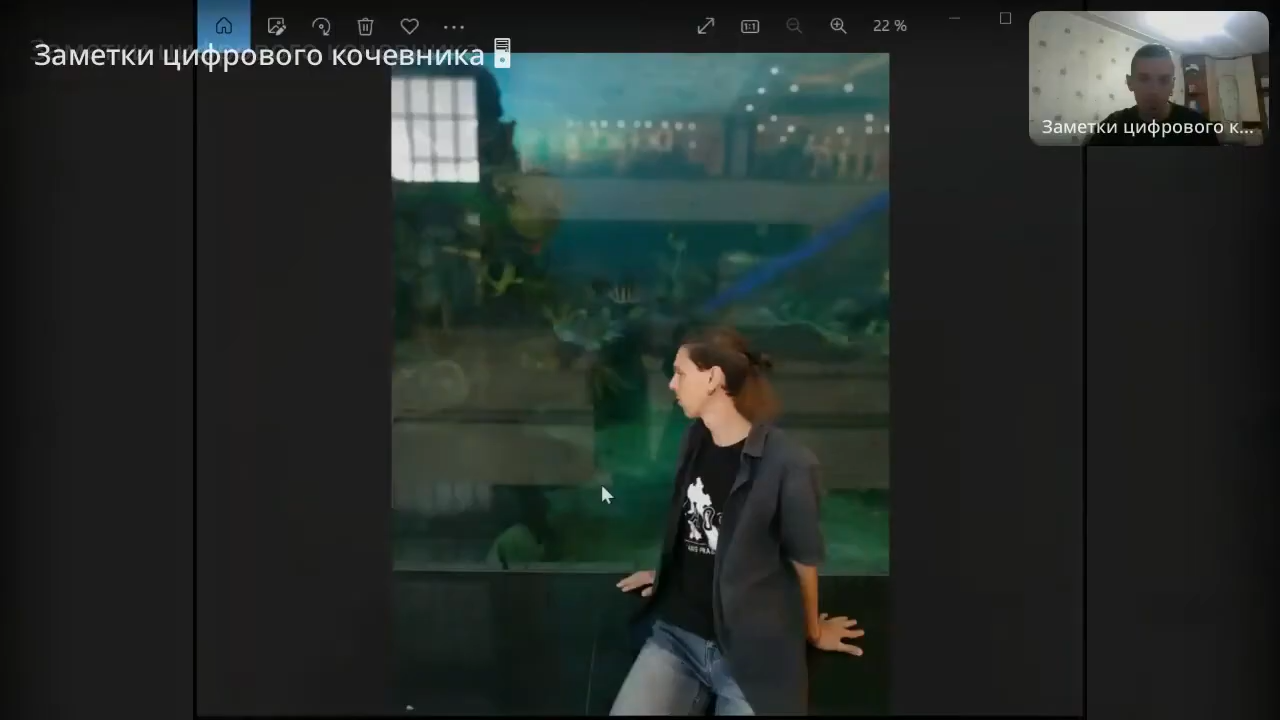 22 %
Заметки цифрового кочевника
Заметки цифрового к...